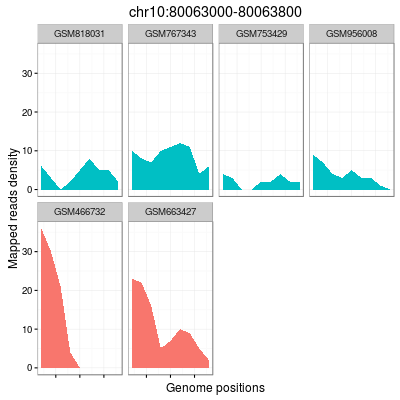 chr10:80063000-80063800
GSM818031 GSM767343 GSM753429 GSM956008
30
20
10
0
Mapped reads density
GSM466732 GSM663427
30
20
10
0
Genome positions